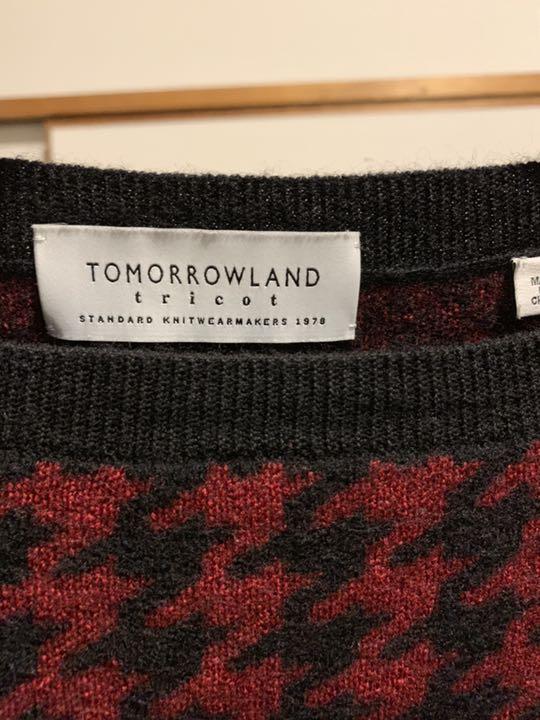 TOMORROWLAND
tricot
STANDARD KNITWEARMAKERS 1978